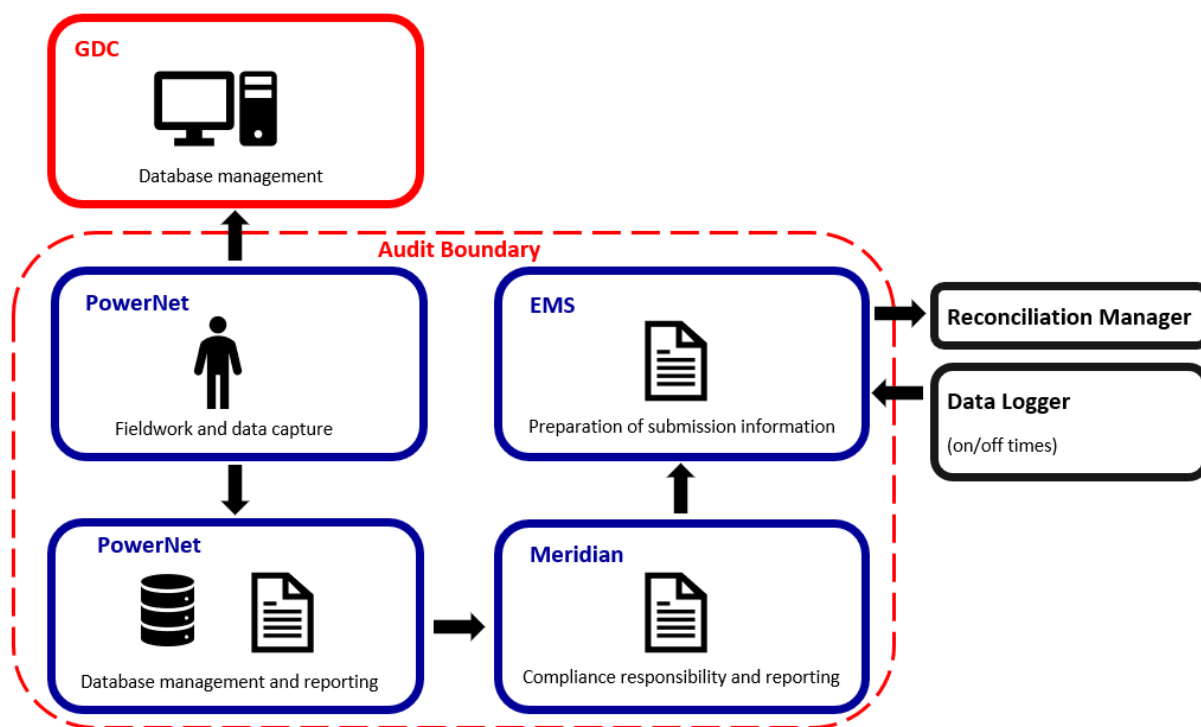 GDC
Database management
Audit Boundary
PowerNet
Fieldwork and data capture
EMS
Preparation of submission information
Reconciliation Manager
Data Logger
(on/off times)
PowerNet
Database management and reporting
Meridian
Compliance responsibility and reporting